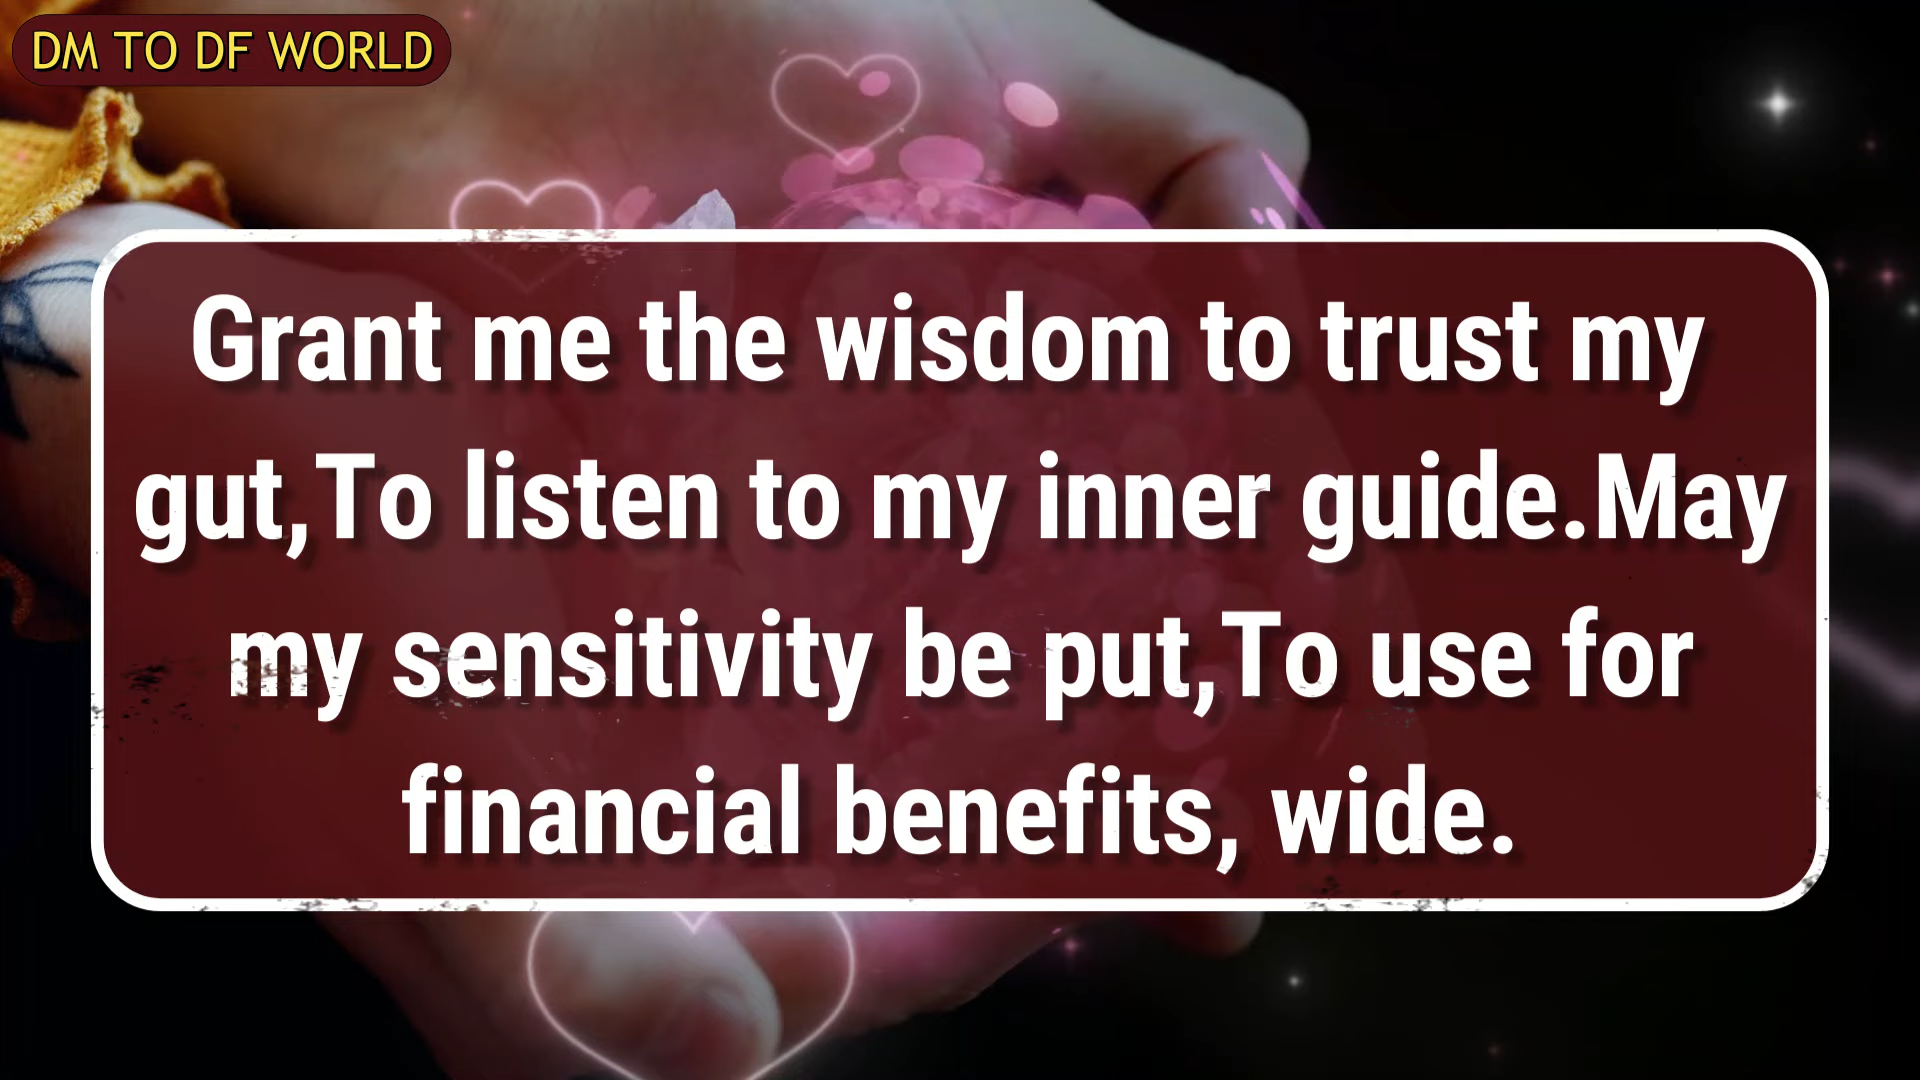 DM TO DF WORLD
Grant me the wisdom to trust my
gut,To listen to my inner guide.May
my sensitivity be put,To use for
financial benefits, wide.